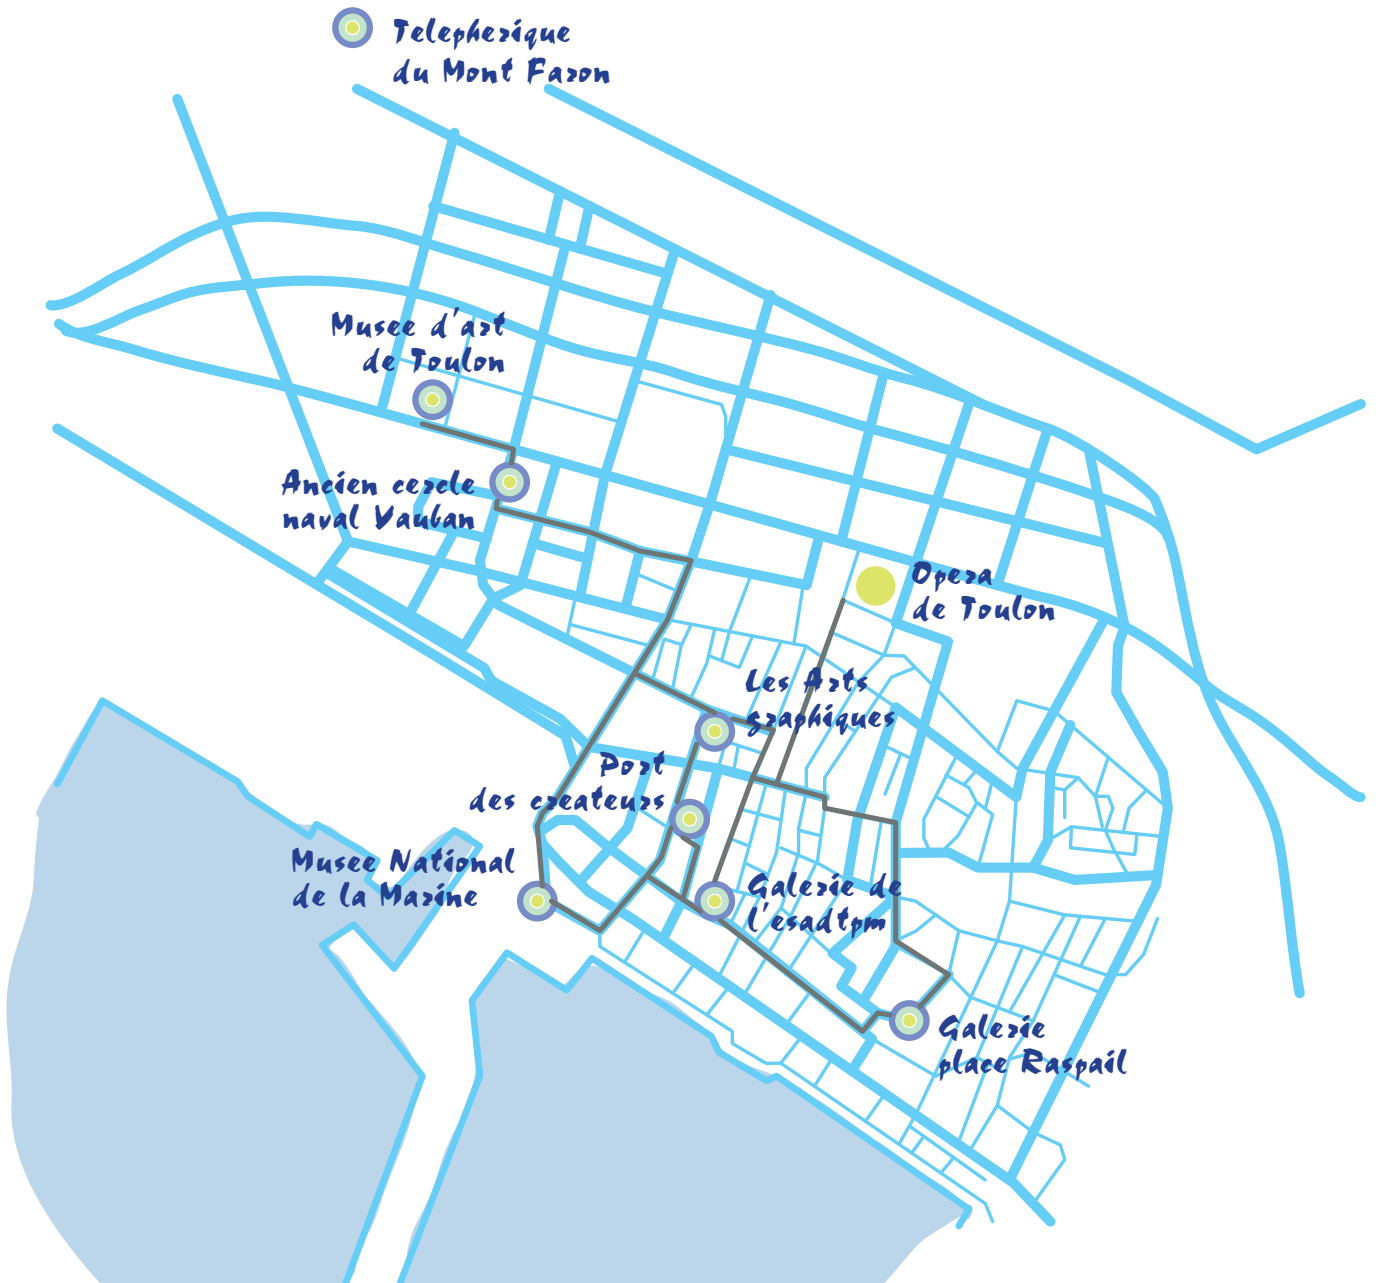 Telepherique
du Mont Faron
Musee d'art
de Toulon
Ancien cercle
naval Vauban
Opera
de Toulon
Les Arts
graphiques
Port
des createurs
Musee National
de la Marine
Galerie de
l'esadtpm
Galerie
place Raspail